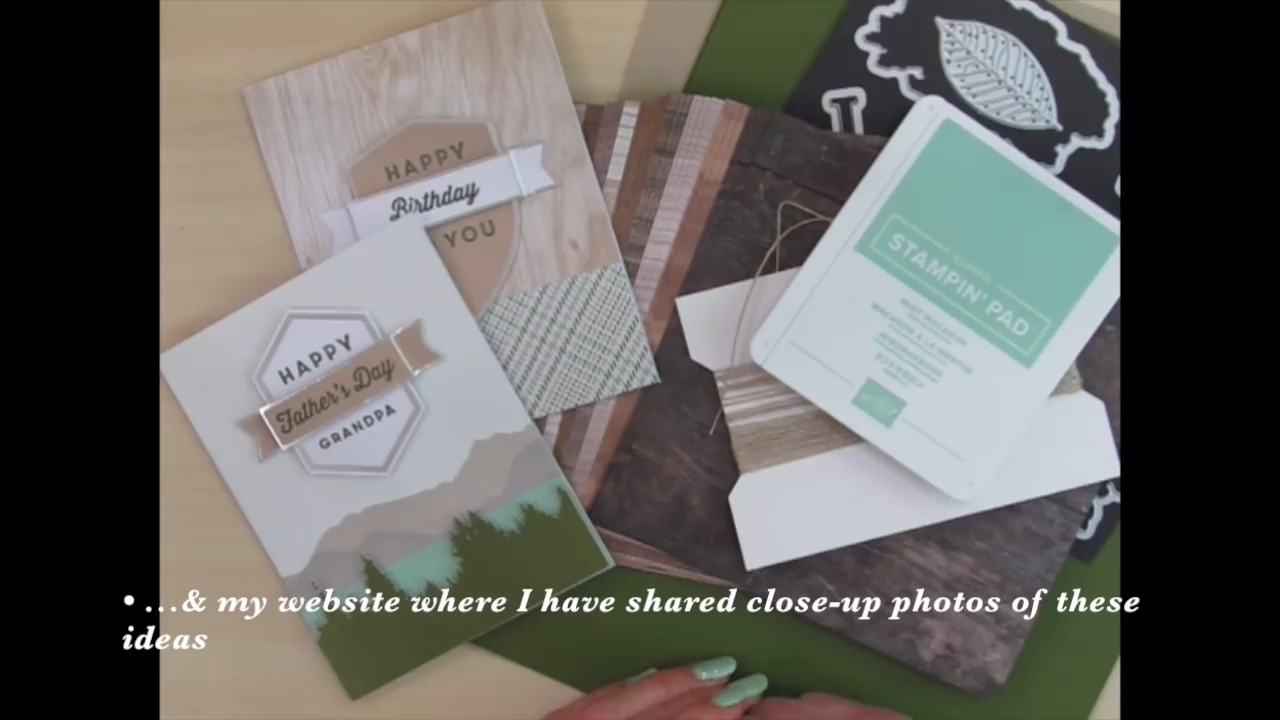 HAPPY
Birthday
YOU
HAPPY
Father's Day
GRANDPA
STAMPIN' PAD
• ...& my website where I have shared close-up photos of these
ideas